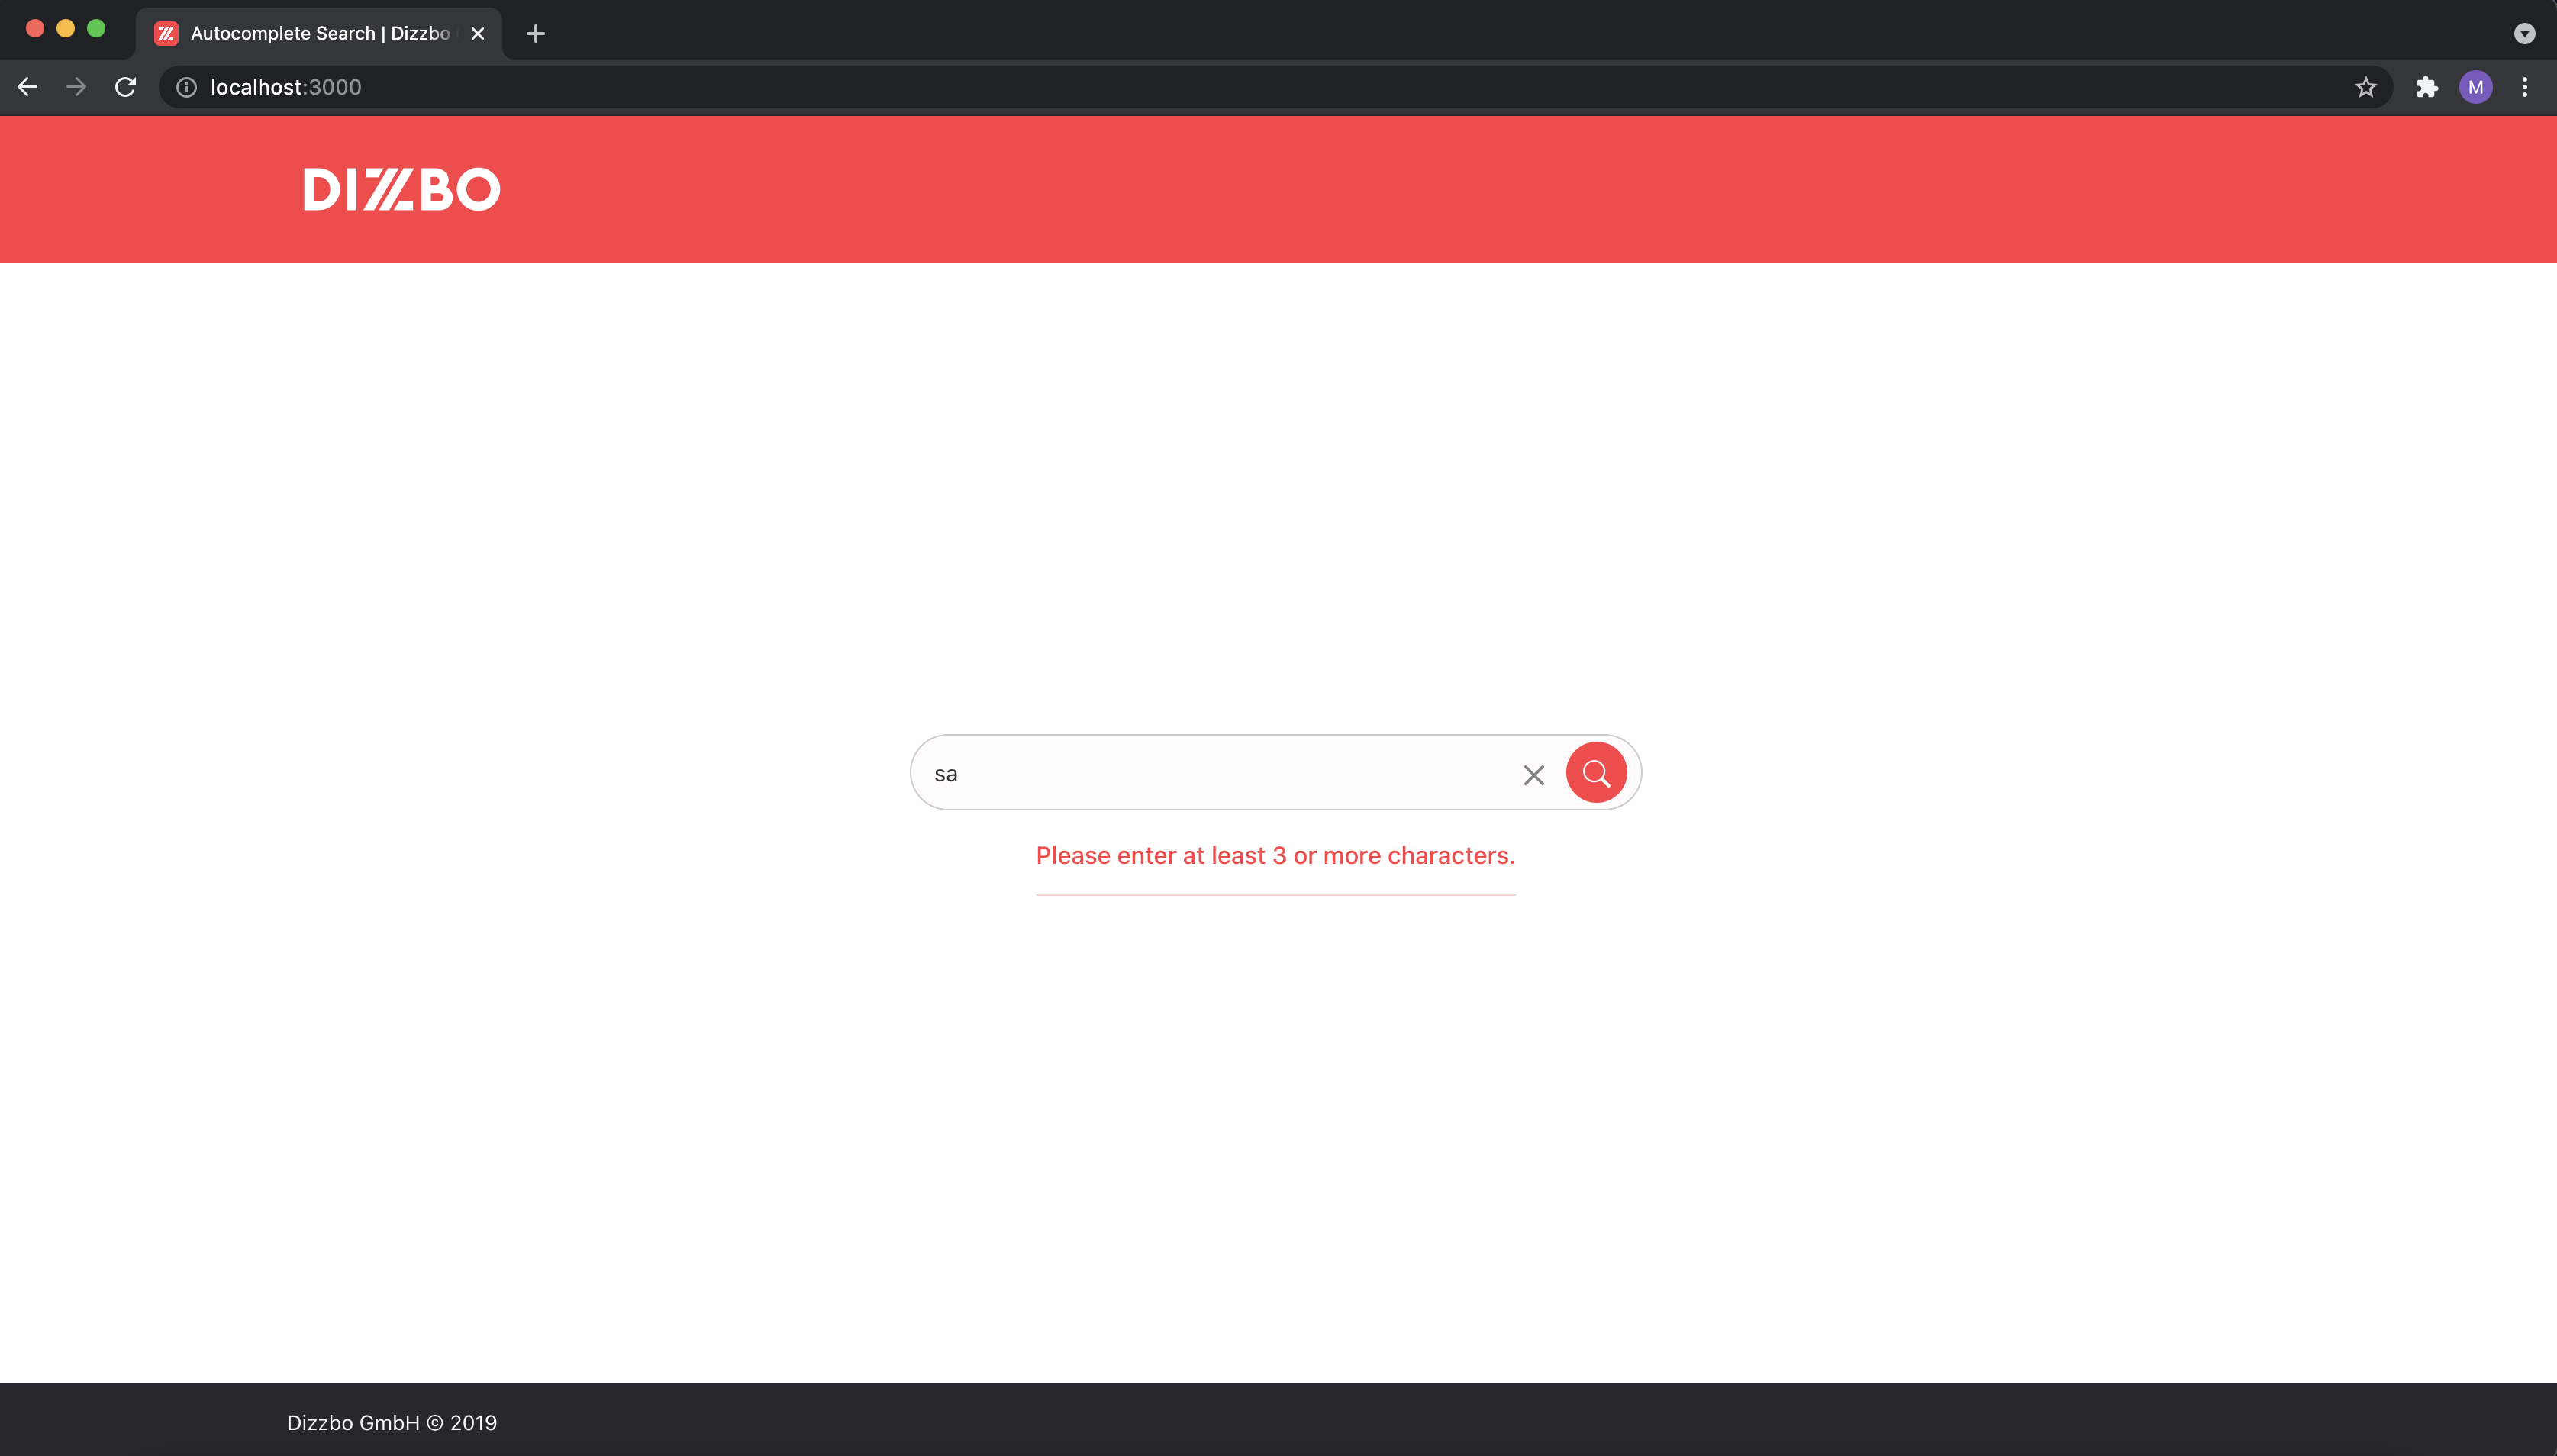 Autocomplete Search | Dizzbo
localhost:3000
M
DIZZBO
sa
Please enter at least 3 or more characters.
Dizzbo GmbH © 2019